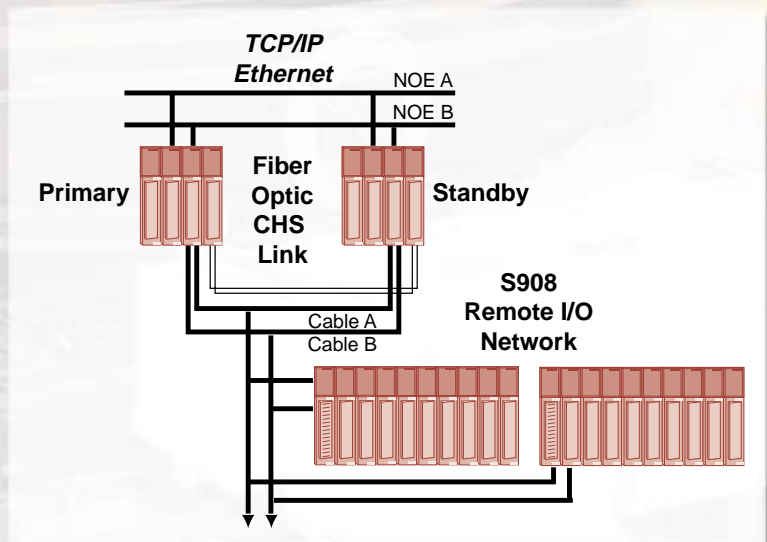 TCP/IP
Ethernet
NOE A
NOE B
Primary
Fiber
Optic
CHS
Link
Standby
S908
Remote I/O
Network
Cable A
Cable B